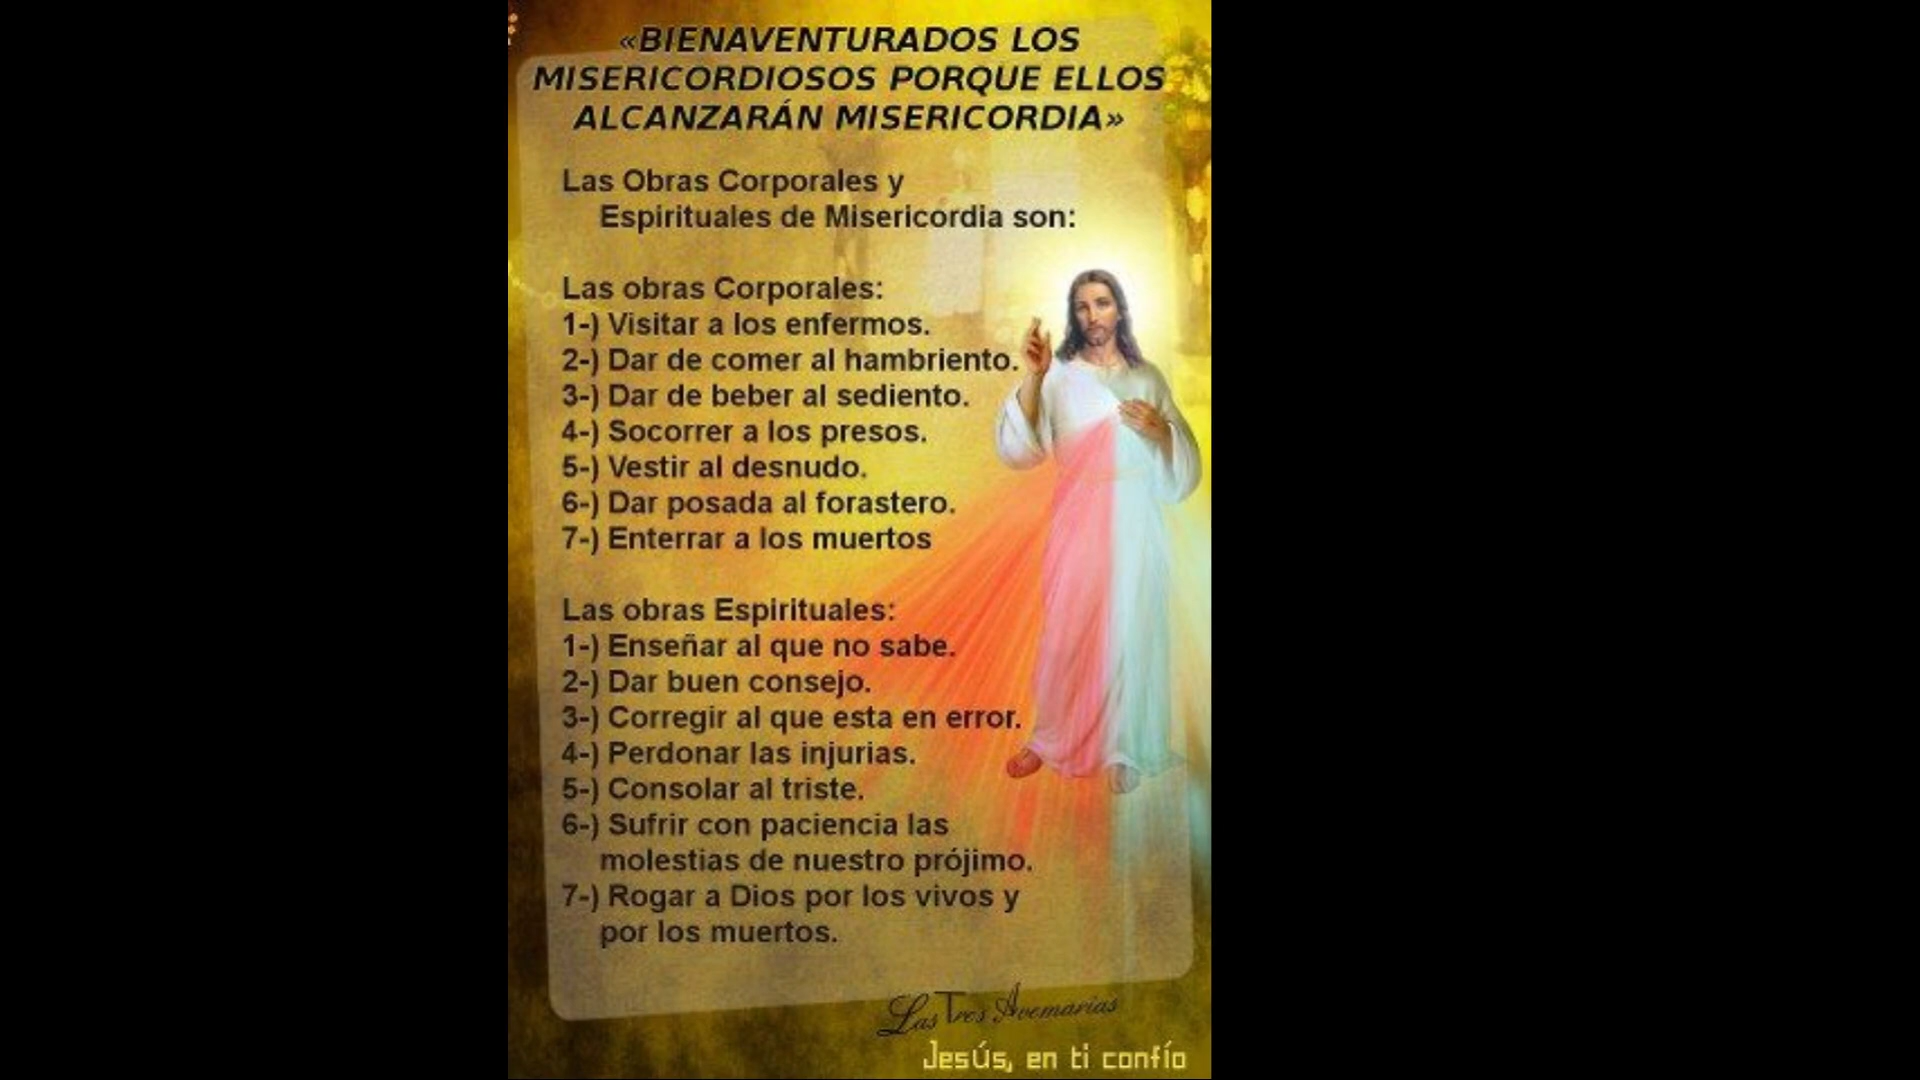 «BIENAVENTURADOS LOS
MISERICORDIOSOS PORQUE ELLOS
ALCANZARÁN MISERICORDIA»
Las Obras Corporales y
Espirituales de Misericordia son:
Las obras Corporales:
1-) Visitar a los enfermos.
2-) Dar de comer al hambriento.
3-) Dar de beber al sediento.
4-) Socorrer a los presos.
5-) Vestir al desnudo.
6-) Dar posada al forastero.
7-) Enterrar a los muertos
Las obras Espirituales:
1-) Enseñar al que no sabe.
2-) Dar buen consejo.
3-) Corregir al que esta en error.
4-) Perdonar las injurias.
5-) Consolar al triste.
6-) Sufrir con paciencia las
molestias de nuestro prójimo.
7-) Rogar a Dios por los vivos y
por los muertos.
Las Tres Avemarías
Jesús, en ti confío